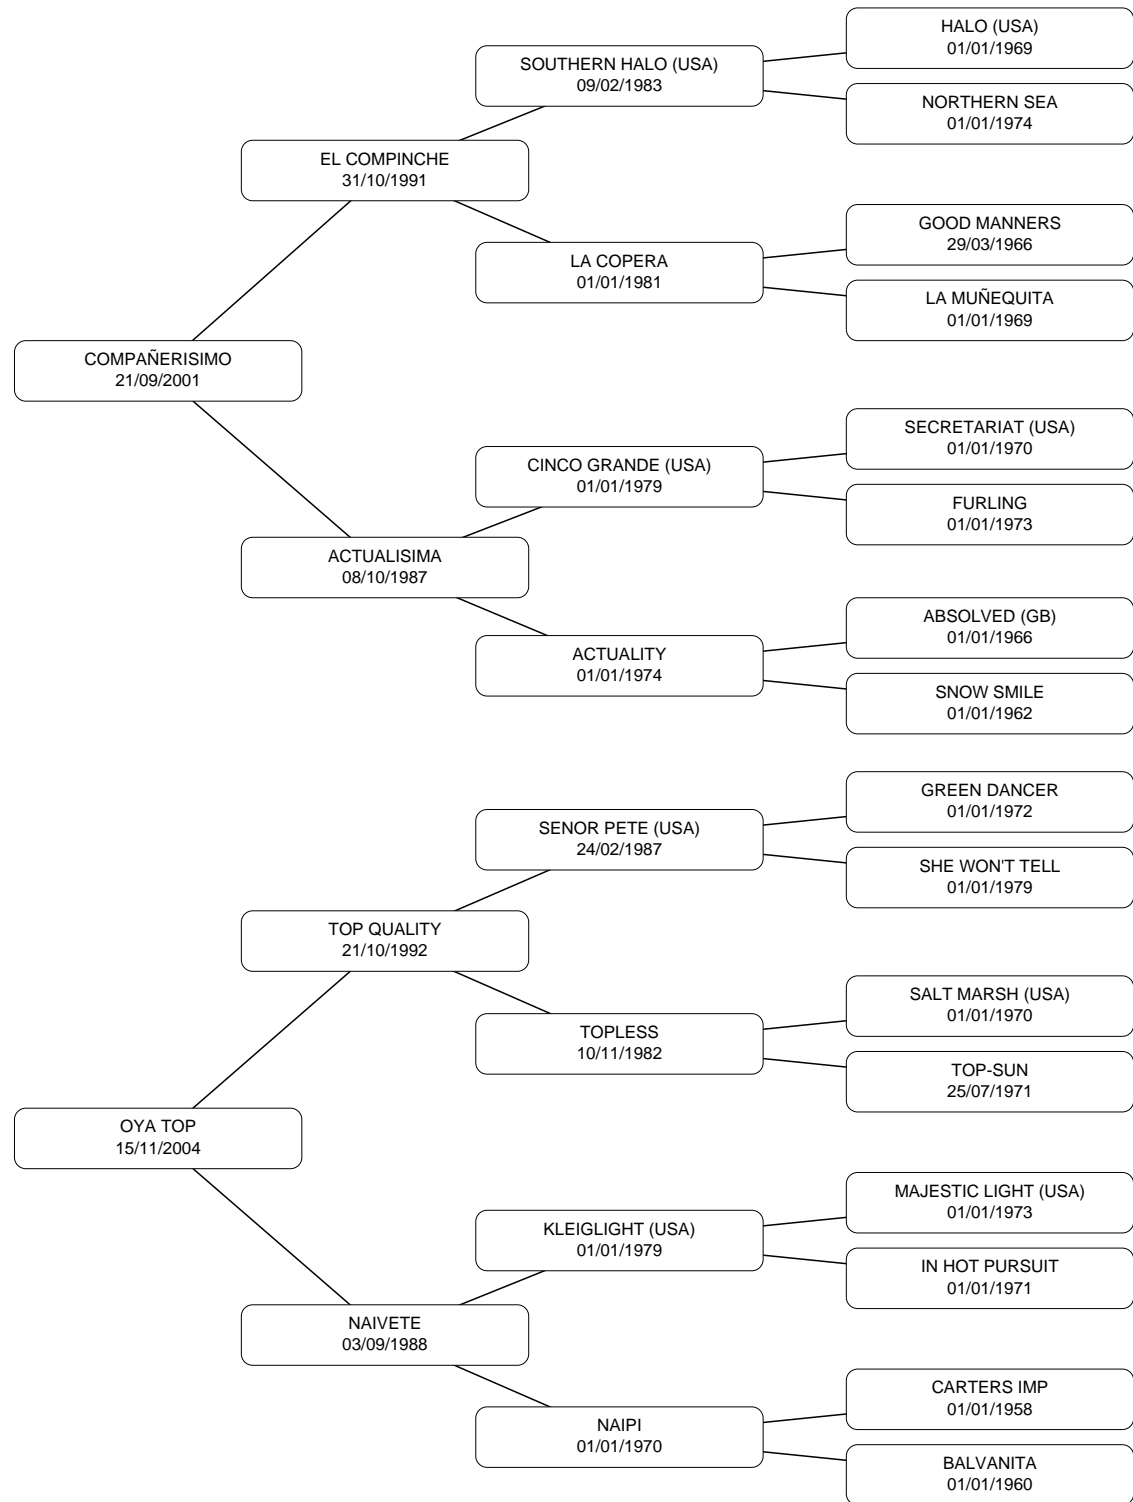 HALO (USA)
01/01/1969
SOUTHERN HALO (USA)
09/02/1983
NORTHERN SEA
01/01/1974
EL COMPINCHE
31/10/1991
GOOD MANNERS
29/03/1966
LA COPERA
01/01/1981
LA MUÑEQUITA
01/01/1969
COMPAÑERISIMO
21/09/2001
SECRETARIAT (USA)
01/01/1970
CINCO GRANDE (USA)
01/01/1979
FURLING
01/01/1973
ACTUALISIMA
08/10/1987
ABSOLVED (GB)
01/01/1966
ACTUALITY
01/01/1974
SNOW SMILE
01/01/1962
GREEN DANCER
01/01/1972
SENOR PETE (USA)
24/02/1987
SHE WON'T TELL
01/01/1979
TOP QUALITY
21/10/1992
SALT MARSH (USA)
01/01/1970
TOPLESS
10/11/1982
TOP-SUN
25/07/1971
OYA TOP
15/11/2004
MAJESTIC LIGHT (USA)
01/01/1973
KLEIGLIGHT (USA)
01/01/1979
IN HOT PURSUIT
01/01/1971
NAIVETE
03/09/1988
CARTERS IMP
01/01/1958
NAIPI
01/01/1970
BALVANITA
01/01/1960